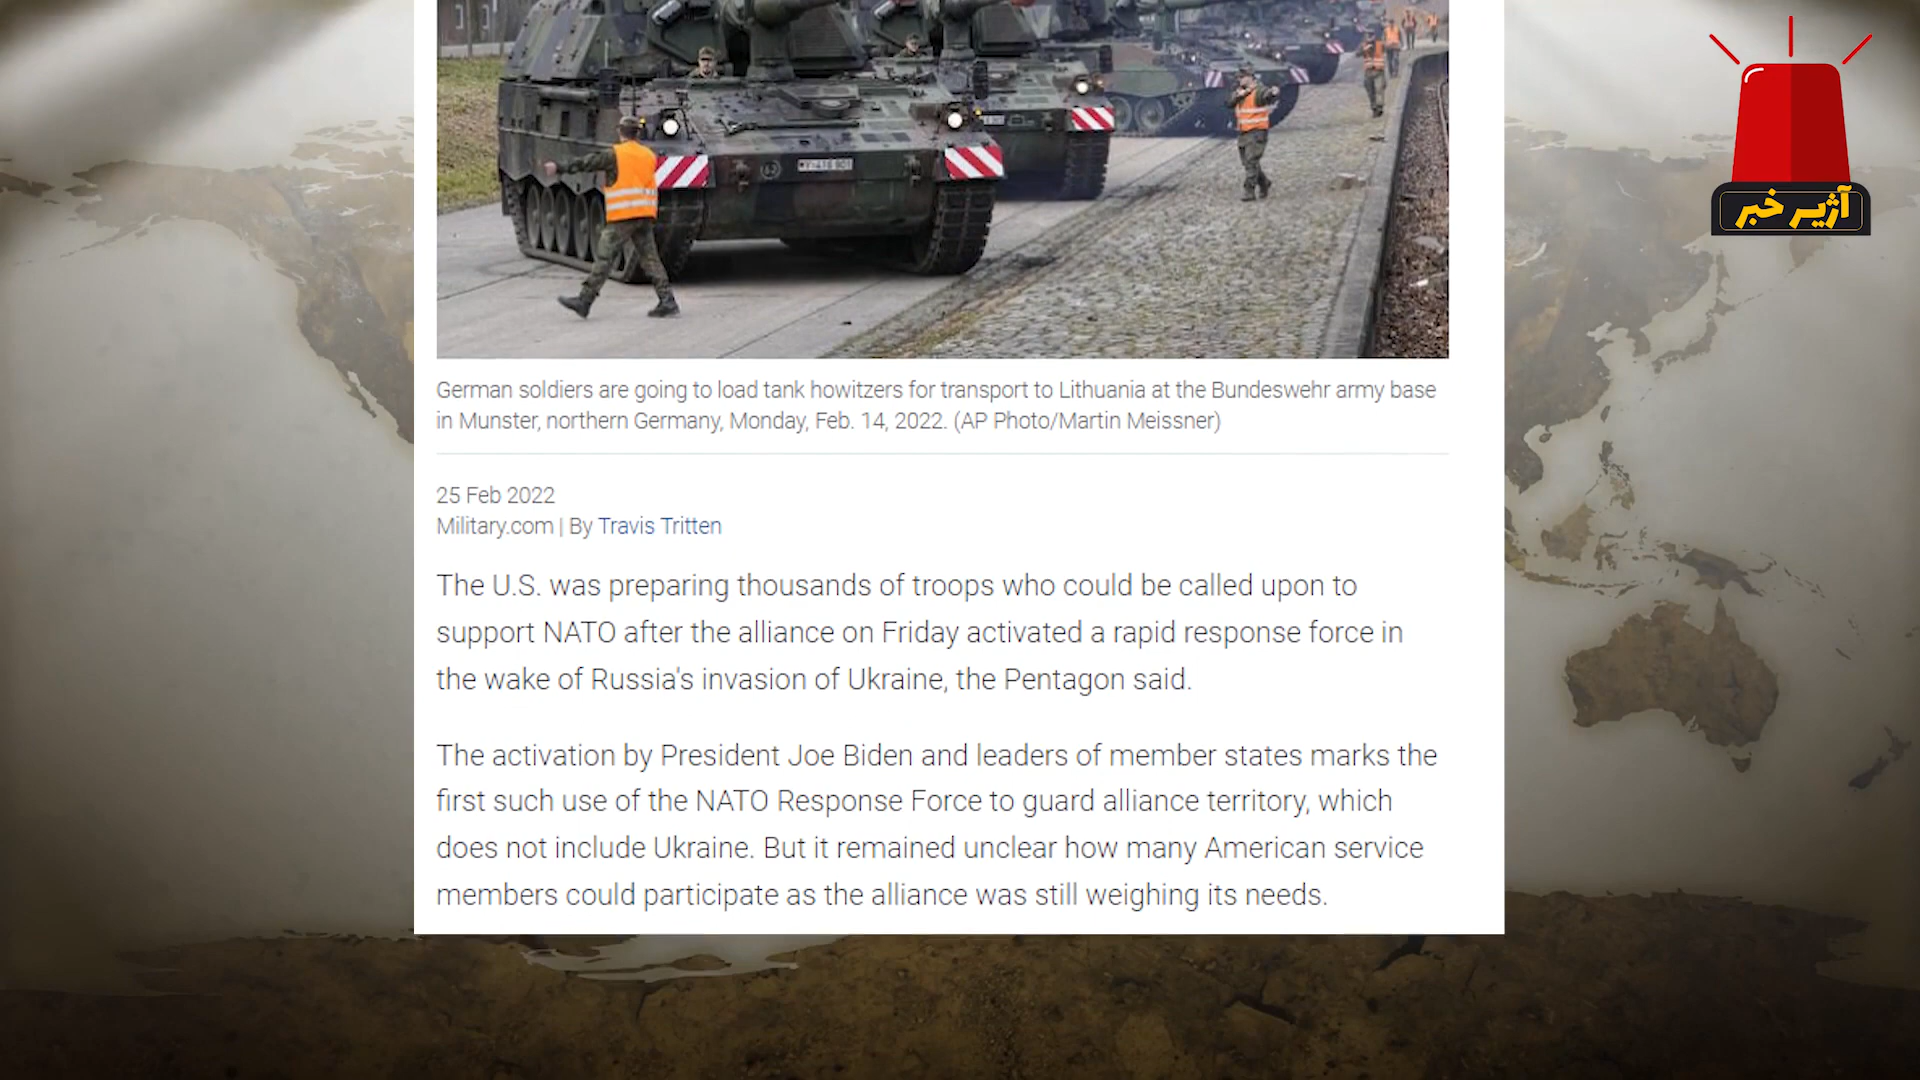 آژیر خبر
German soldiers are going to load tank howitzers for transport to Lithuania at the Bundeswehr army base
in Munster, northern Germany, Monday, Feb. 14, 2022. (AP Photo/Martin Meissner)
25 Feb 2022
Military.com | By Travis Tritten
The U.S. was preparing thousands of troops who could be called upon to
support NATO after the alliance on Friday activated a rapid response force in
the wake of Russia's invasion of Ukraine, the Pentagon said.
The activation by President Joe Biden and leaders of member states marks the
first such use of the NATO Response Force to guard alliance territory, which
does not include Ukraine. But it remained unclear how many American service
members could participate as the alliance was still weighing its needs.